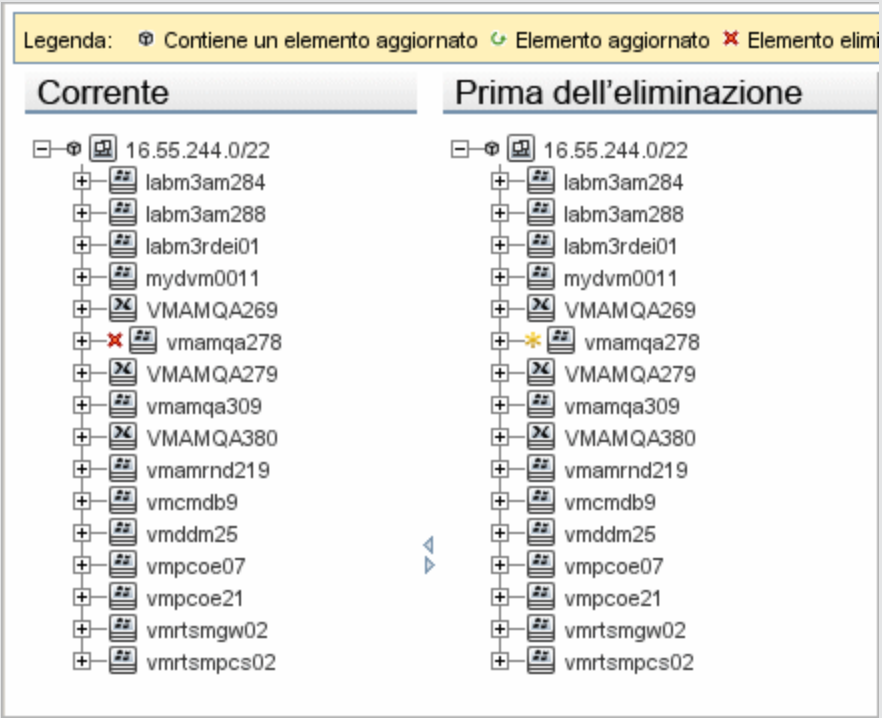 Legenda: Contiene un elemento aggiornato Elemento aggiornato Elemento elimi
Corrente
16.55.244.0/22
labm3am284
labm3am288
labm3rdei01
mydvm0011
VMAMQA269
vmamqa278
VMAMQA279
vmamqa309
VMAMQA380
vmamrnd219
vmcmdb9
vmddm25
vmpcoe07
vmpcoe21
vmrtsmgw02
vmrtsmpcs02
Prima dell'eliminazione
16.55.244.0/22
labm3am284
labm3am288
labm3rdei01
mydvm0011
VMAMQA269
vmamqa278
VMAMQA279
vmamqa309
VMAMQA380
vmamrnd219
vmcmdb9
vmddm25
vmpcoe07
vmpcoe21
vmrtsmgw02
vmrtsmpcs02